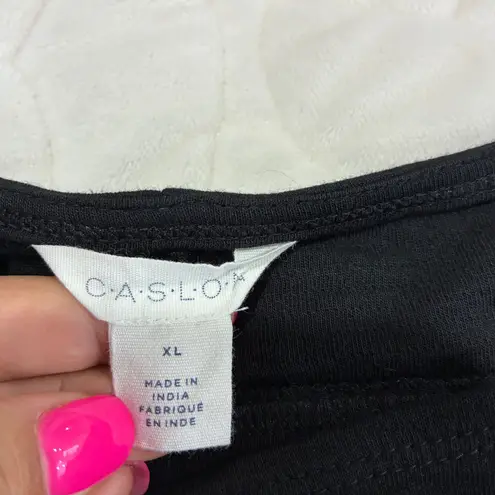 C·A·S·L·O·N
XL
MADE IN
INDIA
FABRIQUÉ
EN INDE